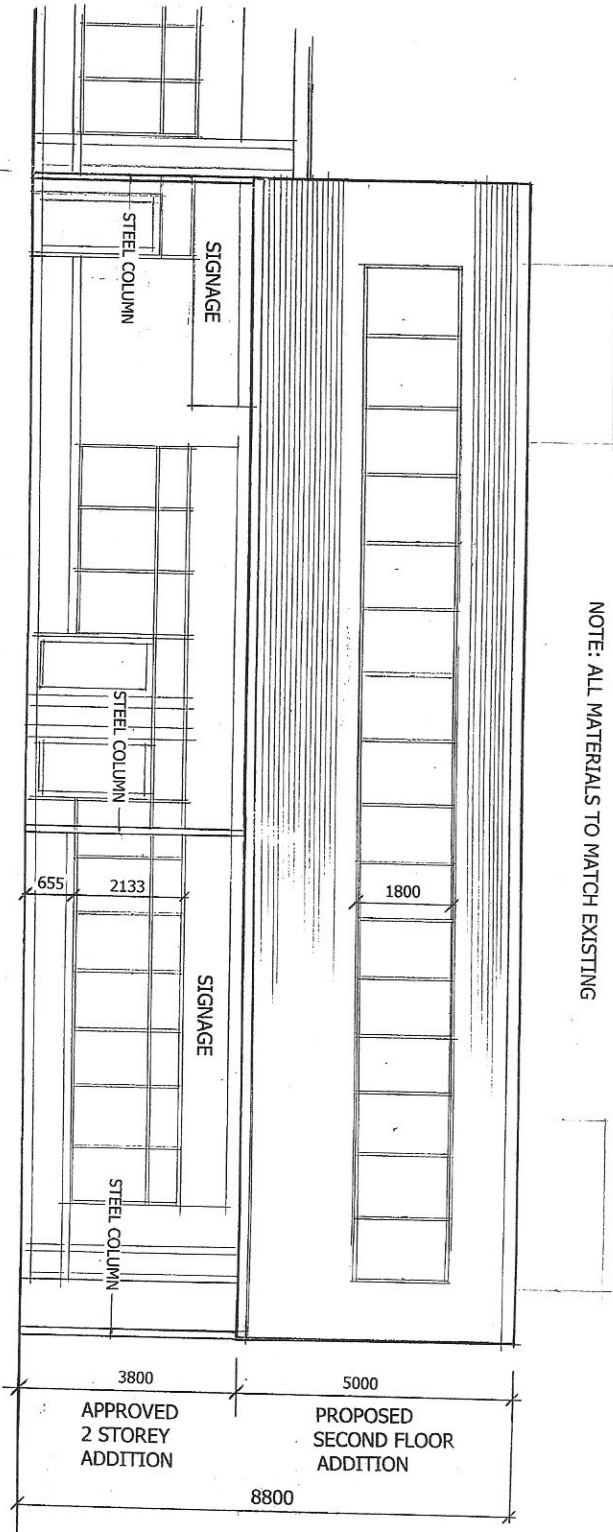 NOTE: ALL MATERIALS TO MATCH EXISTING
SIGNAGE
STEEL COLUMN
STEEL COLUMN
1800
655
2133
SIGNAGE
STEEL COLUMN
3800
5000
APPROVED
2 STOREY
ADDITION
PROPOSED
SECOND FLOOR
ADDITION
8800